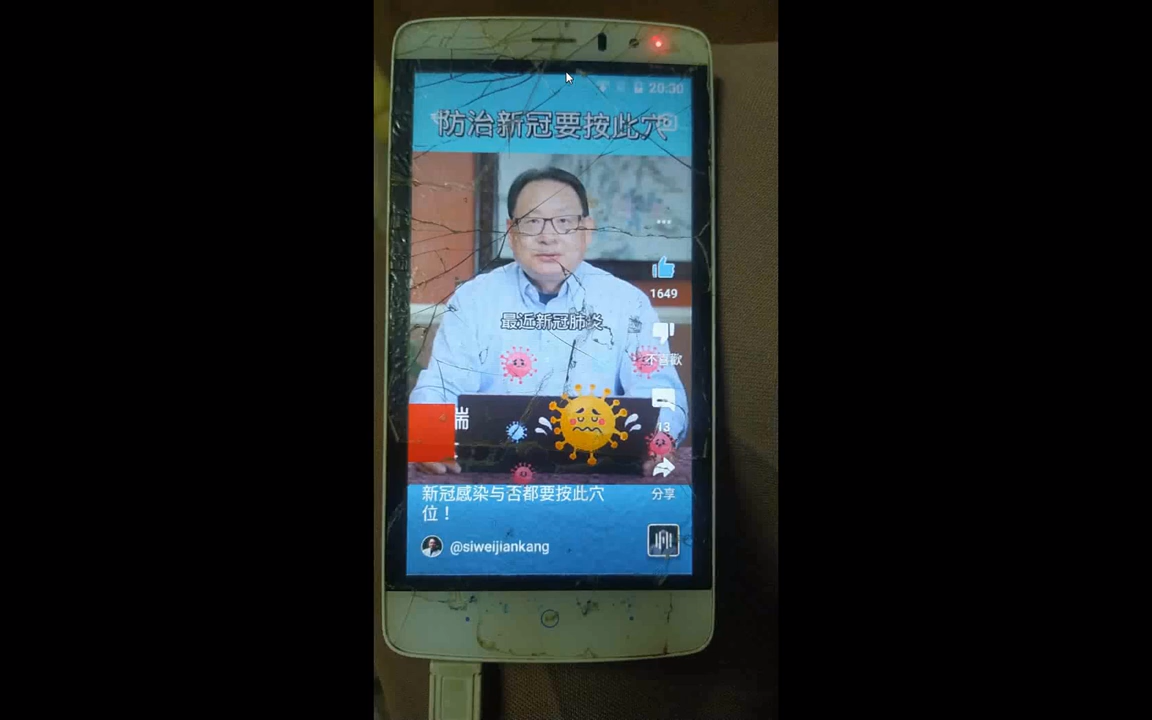 20:30
防治新冠要按此穴
1649
最近新冠肺炎
不喜歡
13
新冠感染与否都要按此穴
位！
分享
@siweijiankang